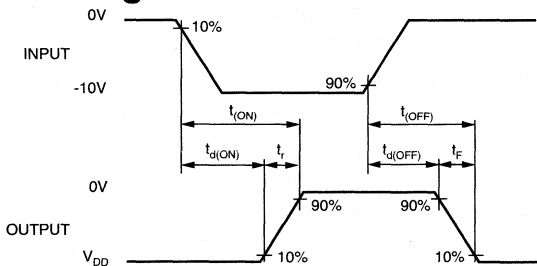 0V
10%
INPUT
-10V
90%
t(ON)
t(OFF)
td(ON)
tr
td(OFF)
tF
0V
90%
90%
OUTPUT
VDD
10%
10%